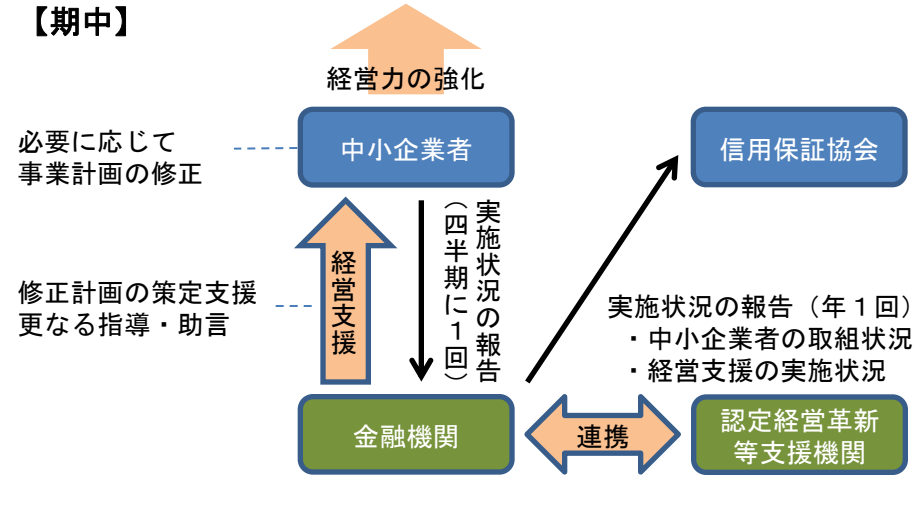 【期中】
経営力の強化
必要に応じて
事業計画の修正
中小企業者
信用保証協会
実施状況の報告
（四半期に１回）
経営支援
修正計画の策定支援
更なる指導・助言
実施状況の報告（年１回）
・中小企業者の取組状況
・経営支援の実施状況
金融機関
連携
認定経営革新
等支援機関